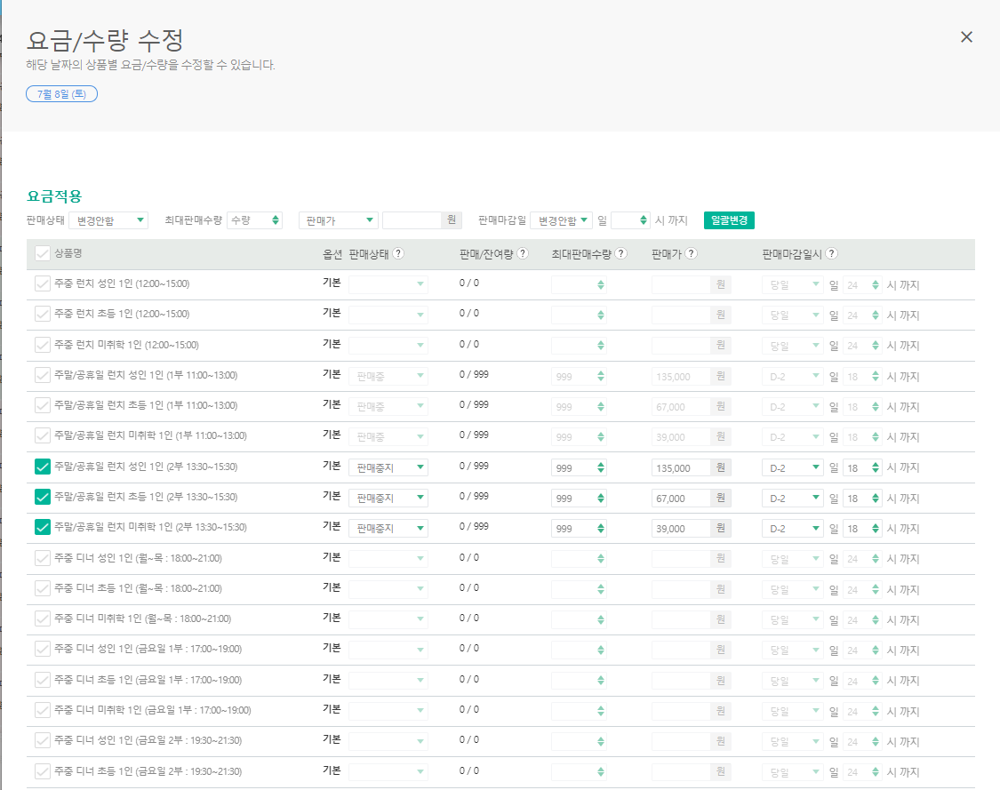 요금/수량 수정
해당 날짜의 상품별 요금/수량을 수정할 수 있습니다.
7월 8일 (토)
요금적용
판매상태 변경안함 최대판매수량 수량 판매가 원 판매마감일 변경안함 일 시 까지 일괄변경
상품명 옵션 판매상태 ? 판매/잔여량 ? 최대판매수량 ? 판매가 ? 판매마감일시 ?
주중 런치 성인 1인 (12:00~15:00) 기본 0 / 0 원 당일 일 24 시 까지
주중 런치 초등 1인 (12:00~15:00) 기본 0 / 0 원 당일 일 24 시 까지
주중 런치 미취학 1인 (12:00~15:00) 기본 0 / 0 원 당일 일 24 시 까지
주말/공휴일 런치 성인 1인 (1부 11:00~13:00) 기본 판매중 0 / 999 999 135,000 원 D-2 일 18 시 까지
주말/공휴일 런치 초등 1인 (1부 11:00~13:00) 기본 판매중 0 / 999 999 67,000 원 D-2 일 18 시 까지
주말/공휴일 런치 미취학 1인 (1부 11:00~13:00) 기본 판매중 0 / 999 999 39,000 원 D-2 일 18 시 까지
주말/공휴일 런치 성인 1인 (2부 13:30~15:30) 기본 판매중지 0 / 999 999 135,000 원 D-2 일 18 시 까지
주말/공휴일 런치 초등 1인 (2부 13:30~15:30) 기본 판매중지 0 / 999 999 67,000 원 D-2 일 18 시 까지
주말/공휴일 런치 미취학 1인 (2부 13:30~15:30) 기본 판매중지 0 / 999 999 39,000 원 D-2 일 18 시 까지
주중 디너 성인 1인 (월~목 : 18:00~21:00) 기본 0 / 0 원 당일 일 24 시 까지
주중 디너 초등 1인 (월~목 : 18:00~21:00) 기본 0 / 0 원 당일 일 24 시 까지
주중 디너 미취학 1인 (월~목 : 18:00~21:00) 기본 0 / 0 원 당일 일 24 시 까지
주중 디너 성인 1인 (금요일 1부 : 17:00~19:00) 기본 0 / 0 원 당일 일 24 시 까지
주중 디너 초등 1인 (금요일 1부 : 17:00~19:00) 기본 0 / 0 원 당일 일 24 시 까지
주중 디너 미취학 1인 (금요일 1부 : 17:00~19:00) 기본 0 / 0 원 당일 일 24 시 까지
주중 디너 성인 1인 (금요일 2부 : 19:30~21:30) 기본 0 / 0 원 당일 일 24 시 까지
주중 디너 초등 1인 (금요일 2부 : 19:30~21:30) 기본 0 / 0 원 당일 일 24 시 까지